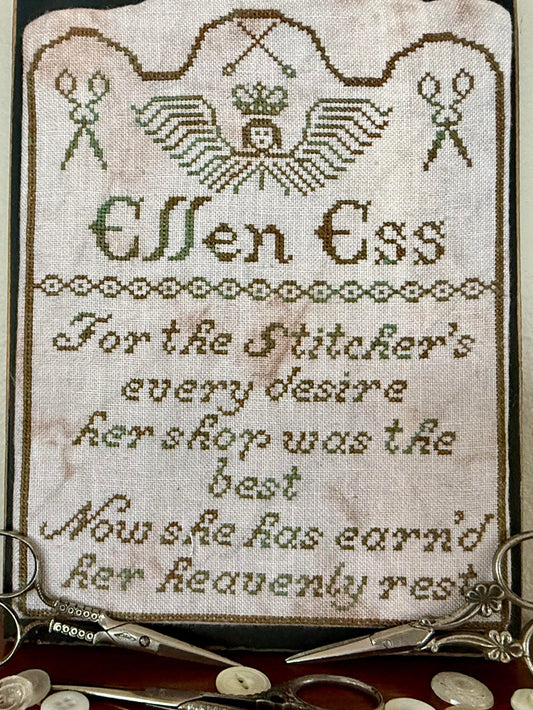 Ellen Ess
For the Stitcher's
every desire
her shop was the
best
Now she has earn'd
her heavenly rest